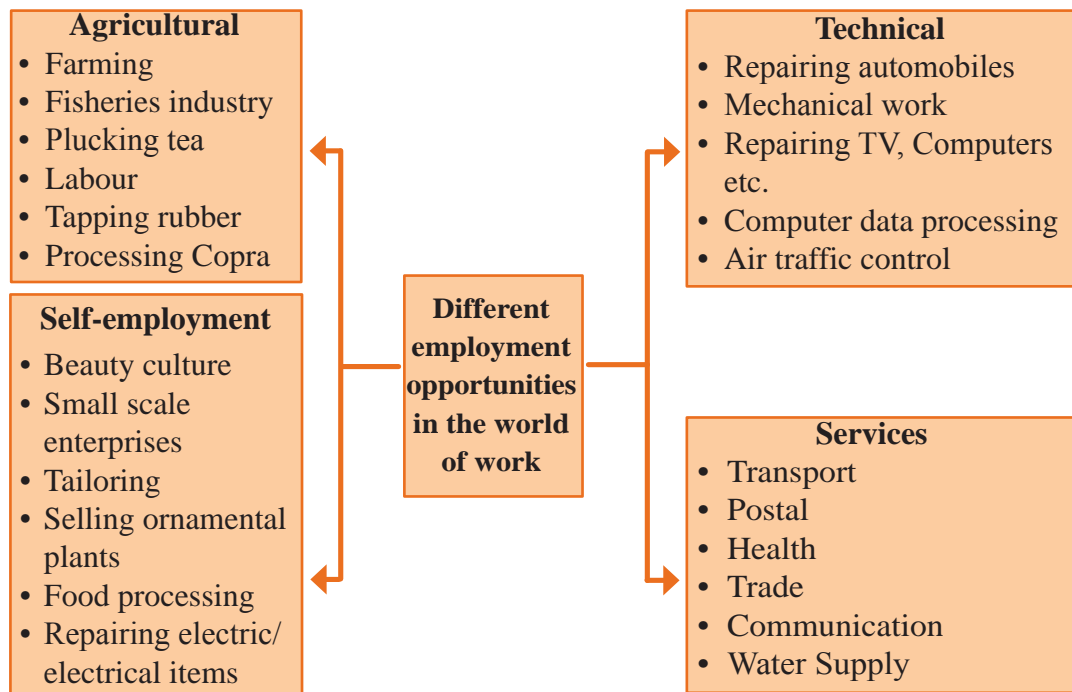 Agricultural
• Farming
• Fisheries industry
• Plucking tea
• Labour
• Tapping rubber
• Processing Copra
Self-employment
• Beauty culture
• Small scale
enterprises
• Tailoring
• Selling ornamental
plants
• Food processing
• Repairing electric/
electrical items
Different
employment
opportunities
in the world
of work
Technical
• Repairing automobiles
• Mechanical work
• Repairing TV, Computers
etc.
• Computer data processing
• Air traffic control
Services
• Transport
• Postal
• Health
• Trade
• Communication
• Water Supply